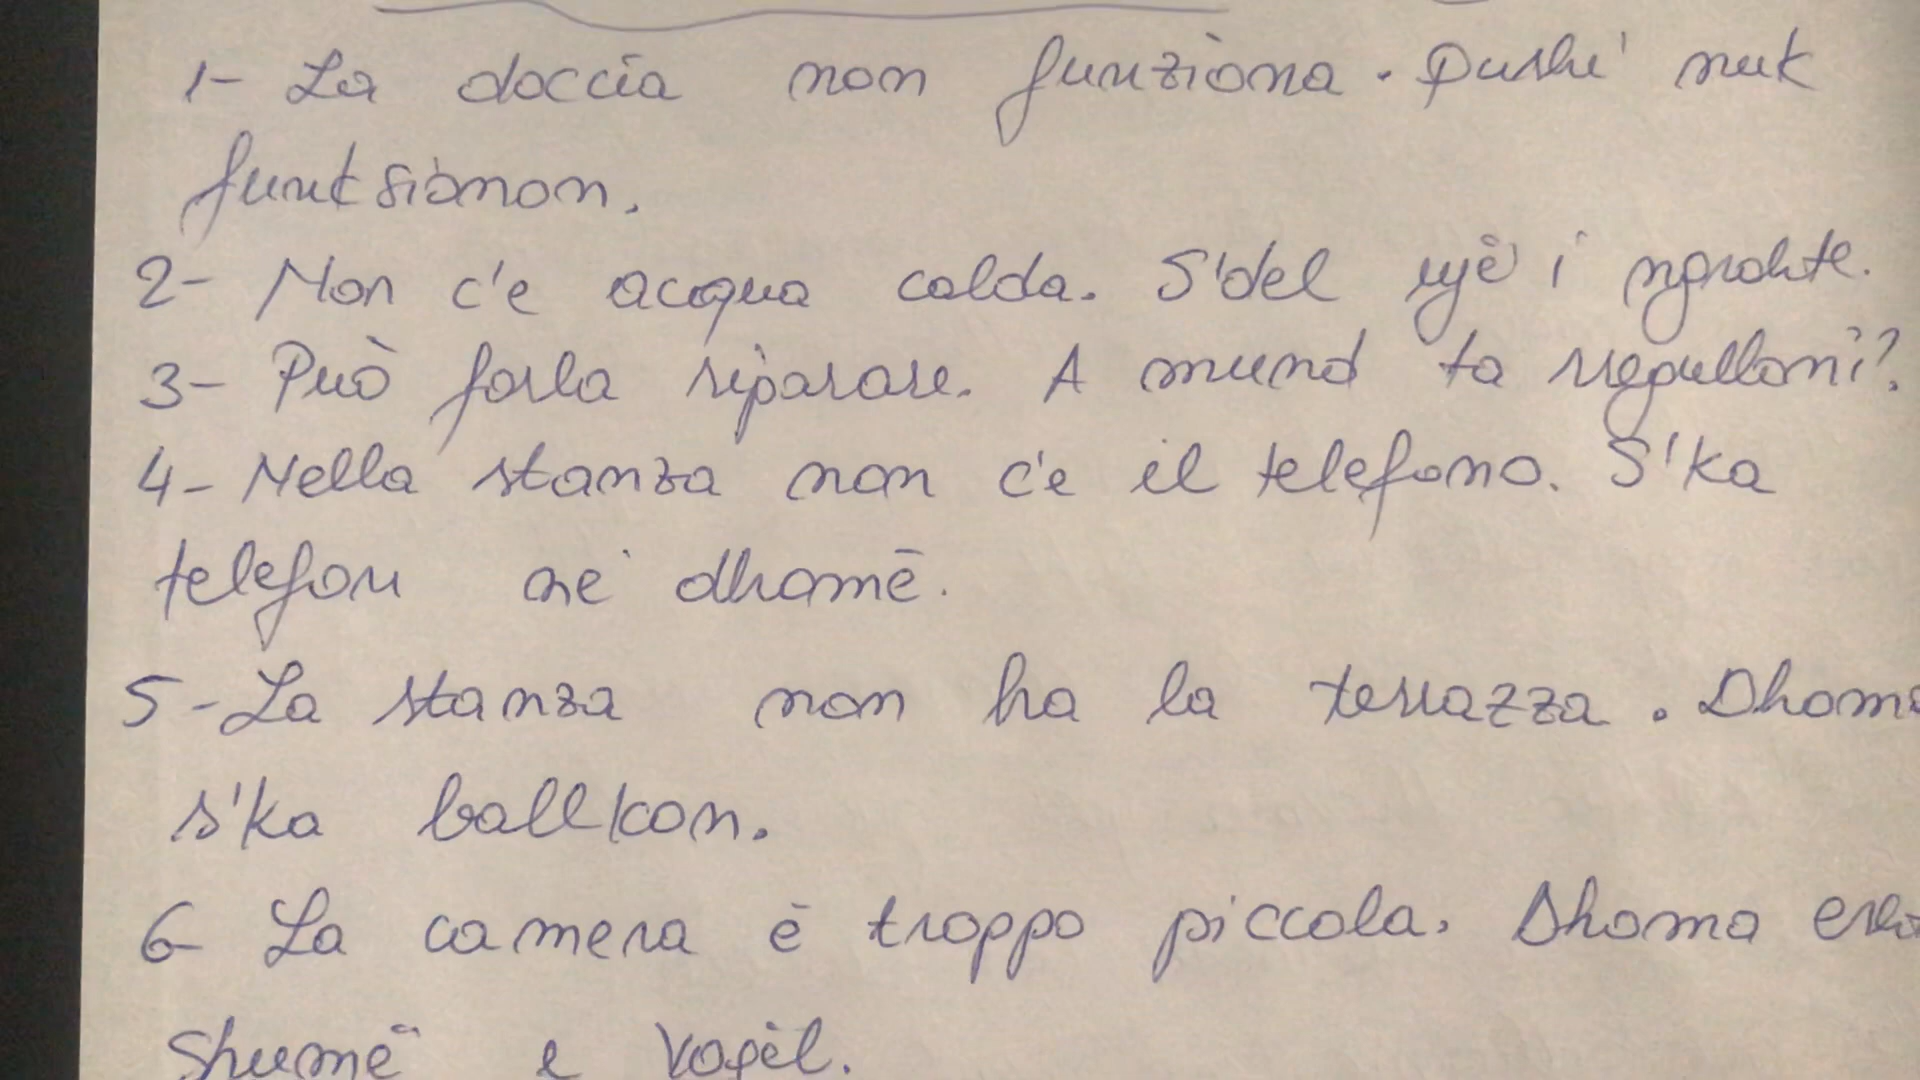 1- La doccia non funziona. Dushi nuk
funksionon.
2- Non c'e acqua calda. S'del ujë i ngrohte.
3- Può farla riparare. A mund ta rregulloni?
4- Nella stanza non c'e il telefono. S'ka
telefon në dhomë.
5- La stanza non ha la terrazza. Dhoma
s'ka ballkon.
6- La camera è troppo piccola. Dhoma
shumë e vogël.